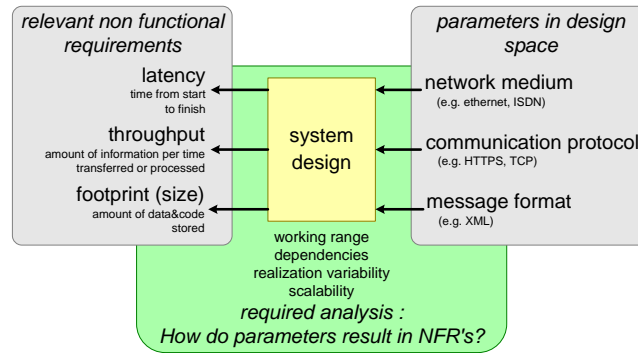 relevant non functional
requirements
latency
time from start
to finish
throughput
amount of information per time
transferred or processed
footprint (size)
amount of data&code
stored
system
design
working range
dependencies
realization variability
scalability
required analysis :
How do parameters result in NFR's?
parameters in design
space
network medium
(e.g. ethernet, ISDN)
communication protocol
(e.g. HTTPS, TCP)
message format
(e.g. XML)